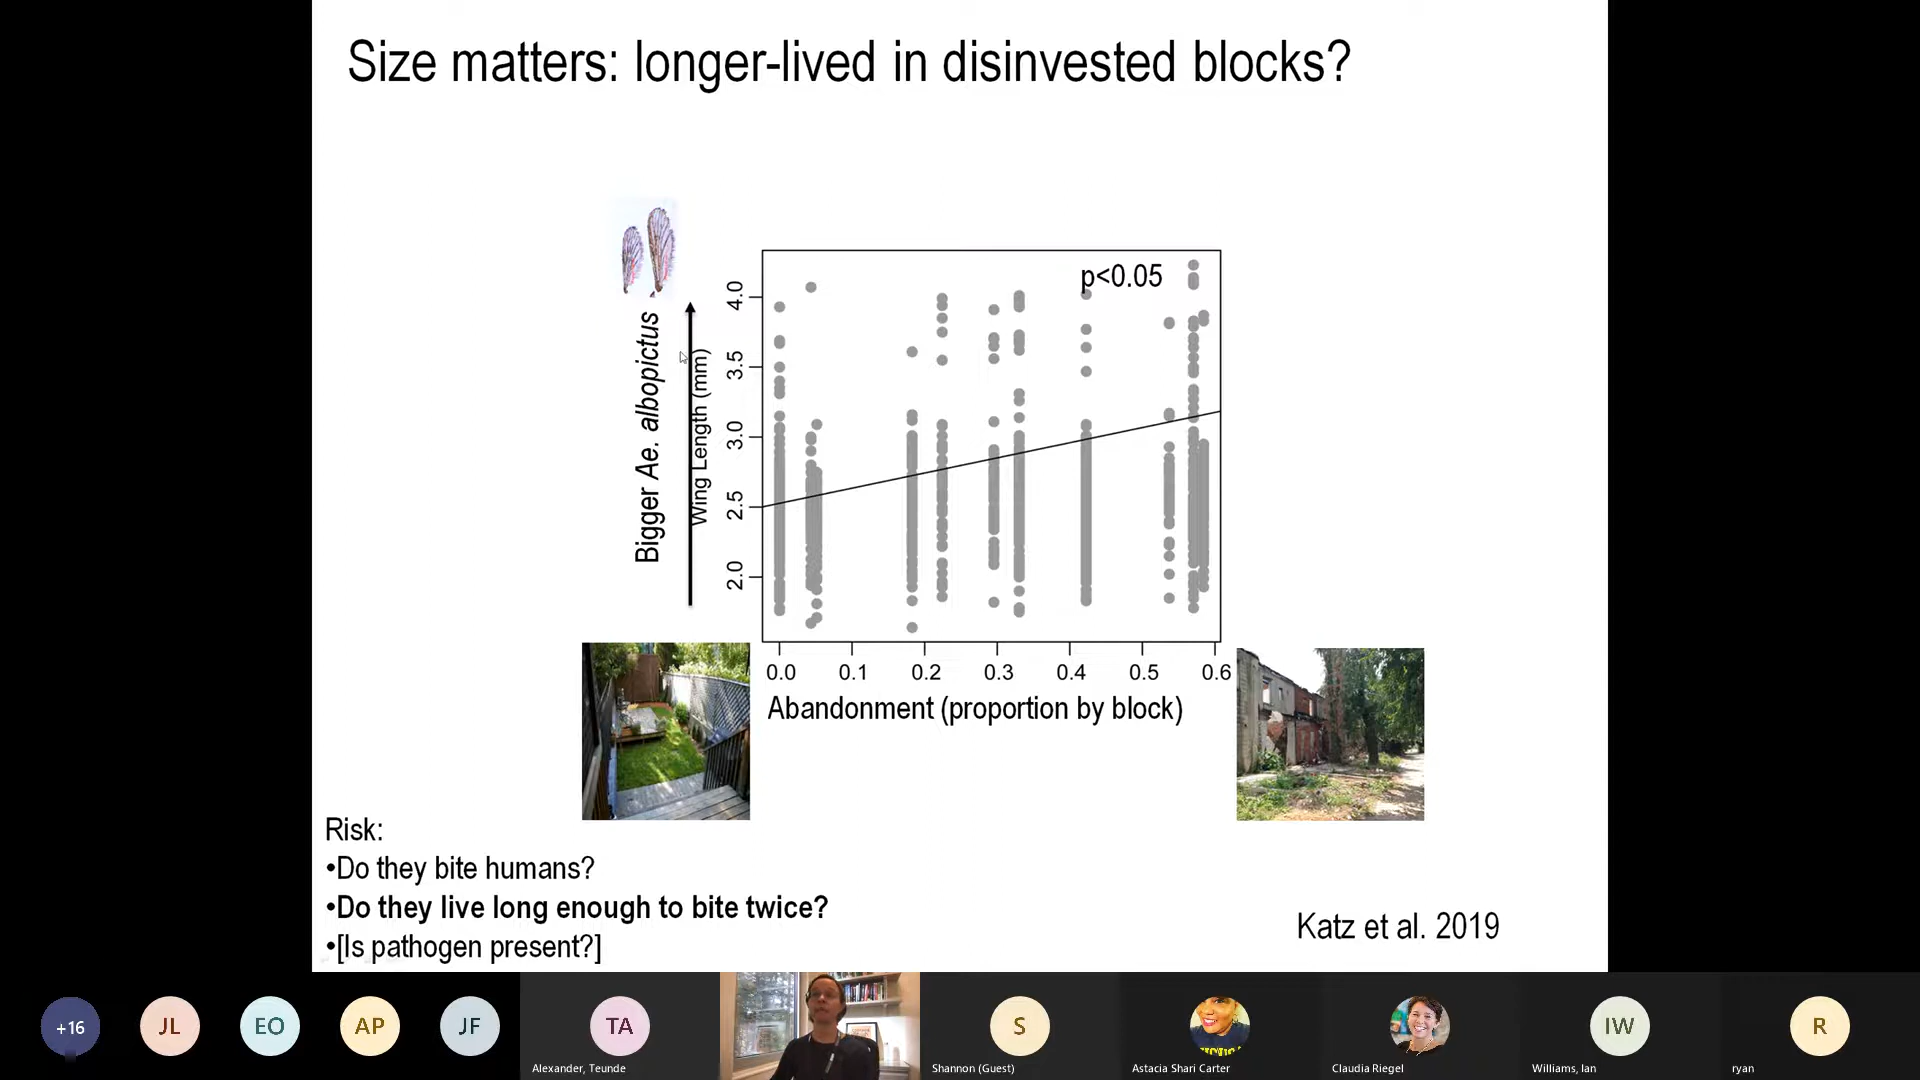 Size matters: longer-lived in disinvested blocks?
p<0.05
Bigger Ae. albopictus
Wing Length (mm)
4.0
3.5
3.0
2.5
2.0
0.0 0.1 0.2 0.3 0.4 0.5 0.6
Abandonment (proportion by block)
Risk:
•Do they bite humans?
•Do they live long enough to bite twice?
•[Is pathogen present?]
Katz et al. 2019
+16 JL EO AP JF TA S IW R
Alexander, Teunde Shannon (Guest) Astacia Shari Carter Claudia Riegel Williams, Ian ryan